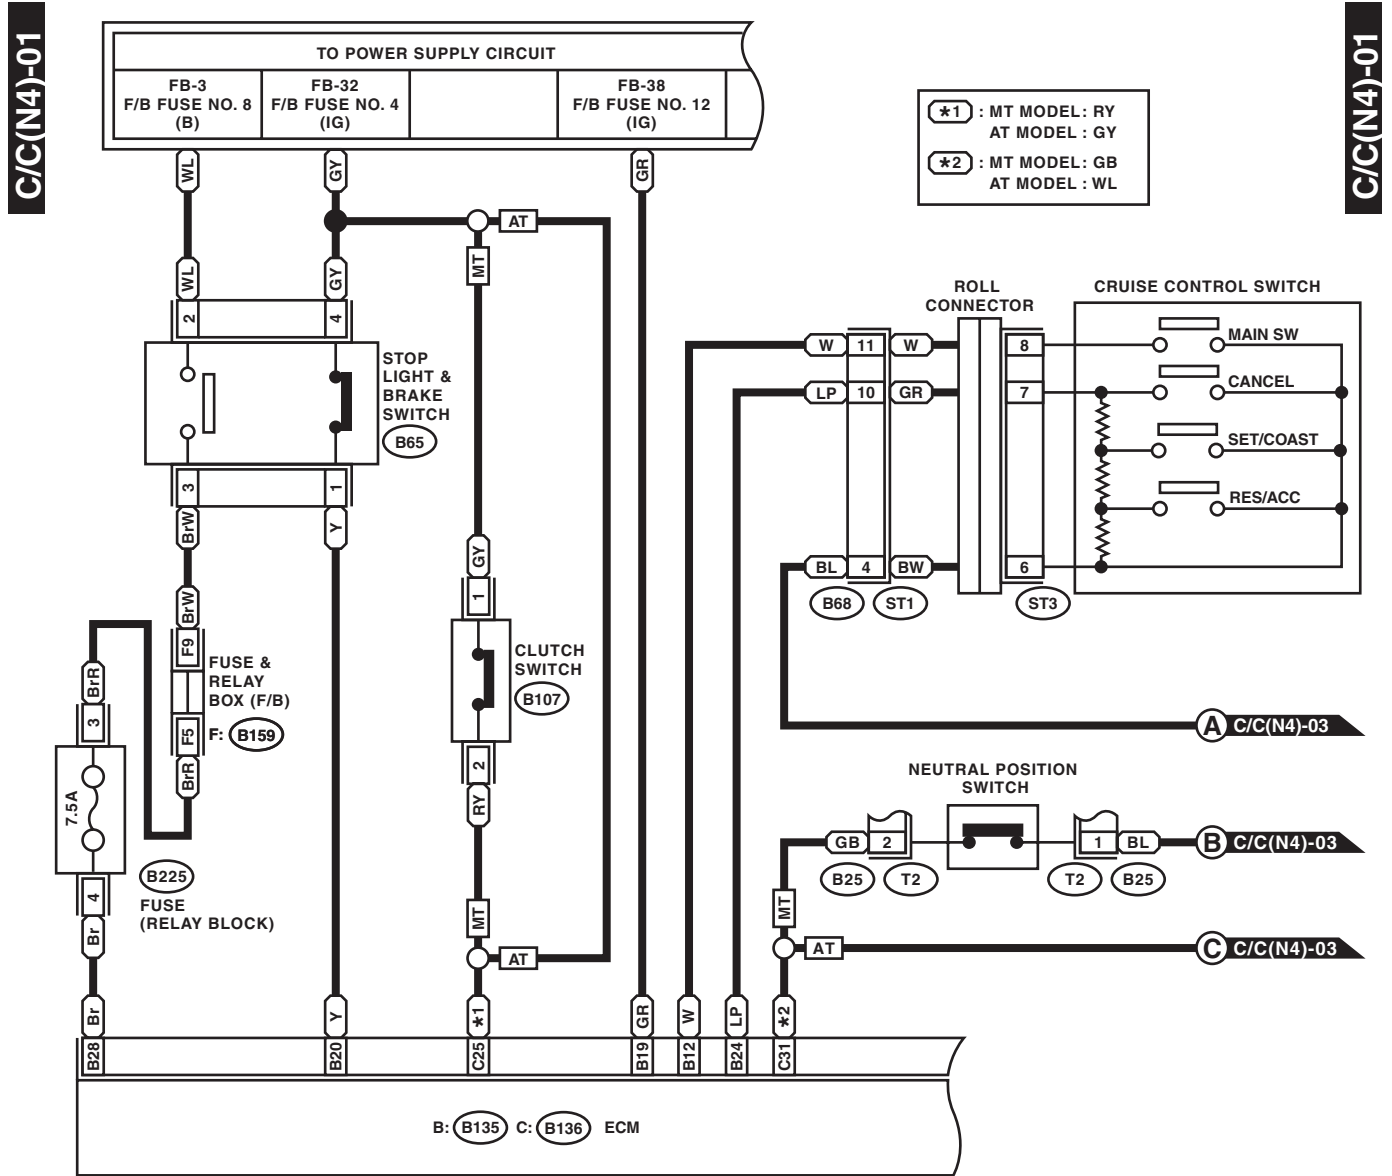 C/C(N4)-01
C/C(N4)-01
TO POWER SUPPLY CIRCUIT
FB-3
F/B FUSE NO. 8
(B)
FB-32
F/B FUSE NO. 4
(IG)
FB-38
F/B FUSE NO. 12
(IG)
*1 : MT MODEL : RY
AT MODEL : GY
*2 : MT MODEL : GB
AT MODEL : WL
WL
GY
GR
AT
MT
WL
GY
2
4
STOP
LIGHT &
BRAKE
SWITCH
B65
3
1
BrW
Y
BrW
F9
FUSE &
RELAY
BOX (F/B)
F5
F: B159
BrR
BrR
3
7.5A
B225
FUSE
(RELAY BLOCK)
4
Br
GY
1
CLUTCH
SWITCH
B107
2
RY
MT
AT
ROLL
CONNECTOR
CRUISE CONTROL SWITCH
W
11
W
8
MAIN SW
LP
10
GR
7
CANCEL
SET/COAST
RES/ACC
BL
4
BW
6
B68
ST1
ST3
A C/C(N4)-03
NEUTRAL POSITION
SWITCH
GB
2
1
BL
B C/C(N4)-03
B25
T2
T2
B25
MT
AT
C C/C(N4)-03
Br
Y
*1
GR
W
LP
*2
B28
B20
C25
B19
B12
B24
C31
B: B135 C: B136 ECM